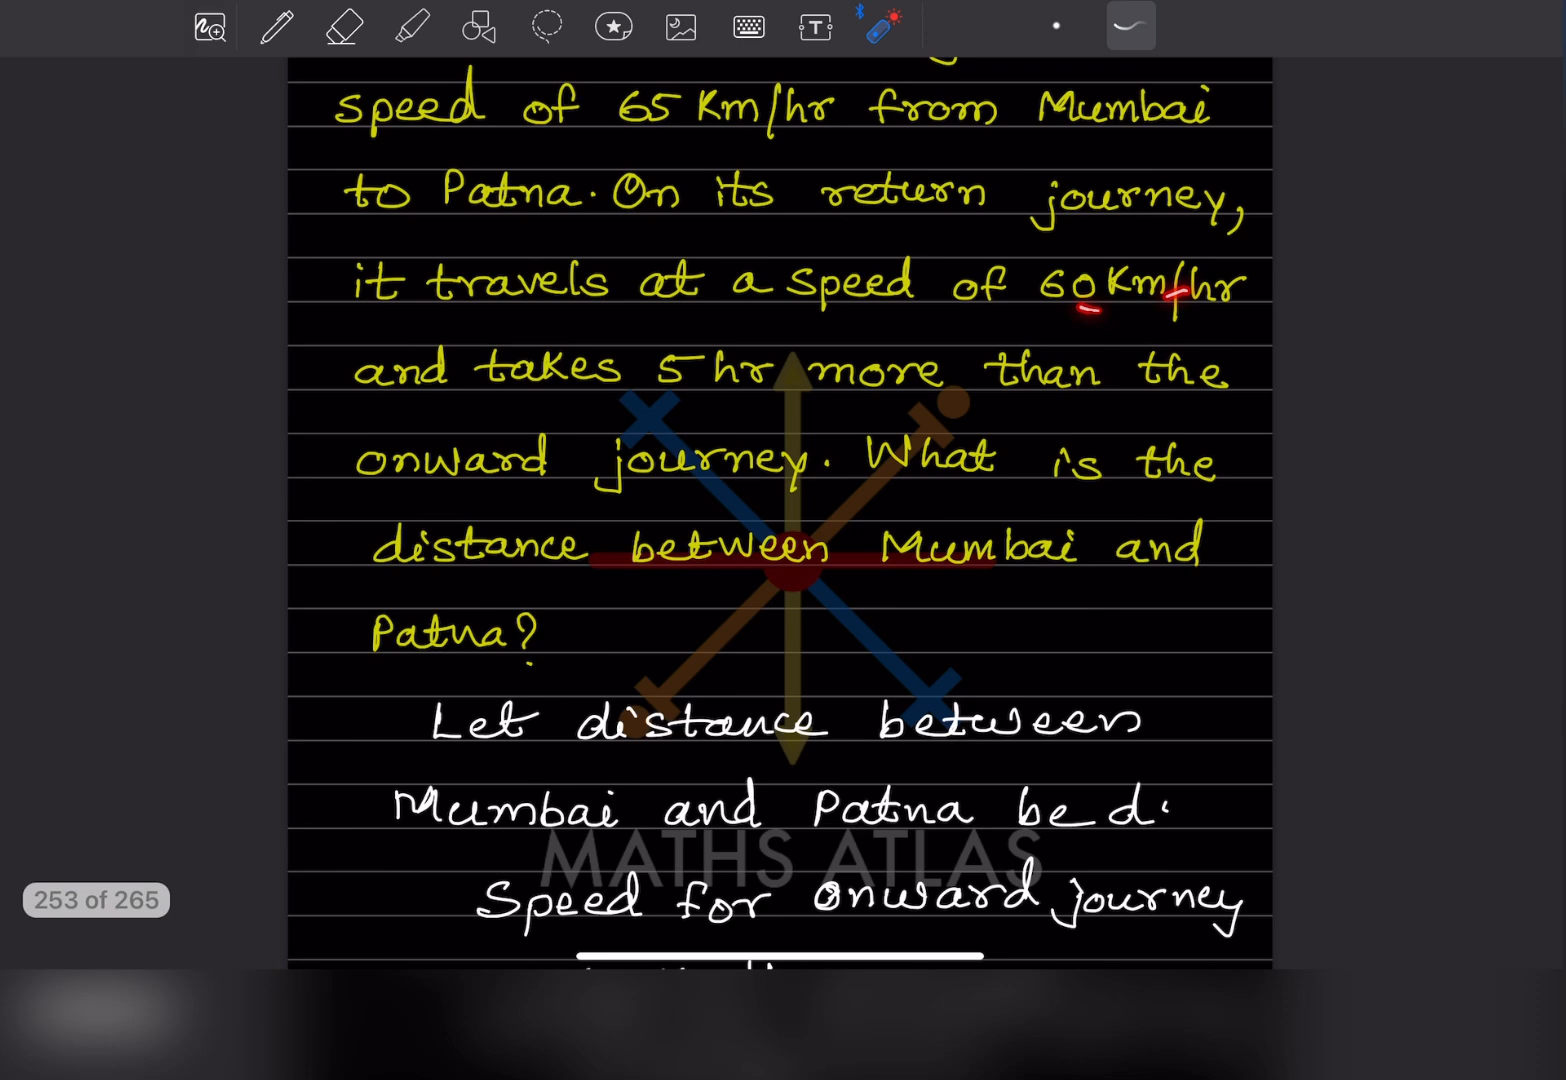 speed of 65 Km/hr from Mumbai
to Patna. On its return journey,
it travels at a speed of 60 Km/hr
and takes 5 hr more than the
onward journey. What is the
distance between Mumbai and
Patna?
Let distance between
Mumbai and Patna be d.
MATHS ATLAS
Speed for onward journey
253 of 265